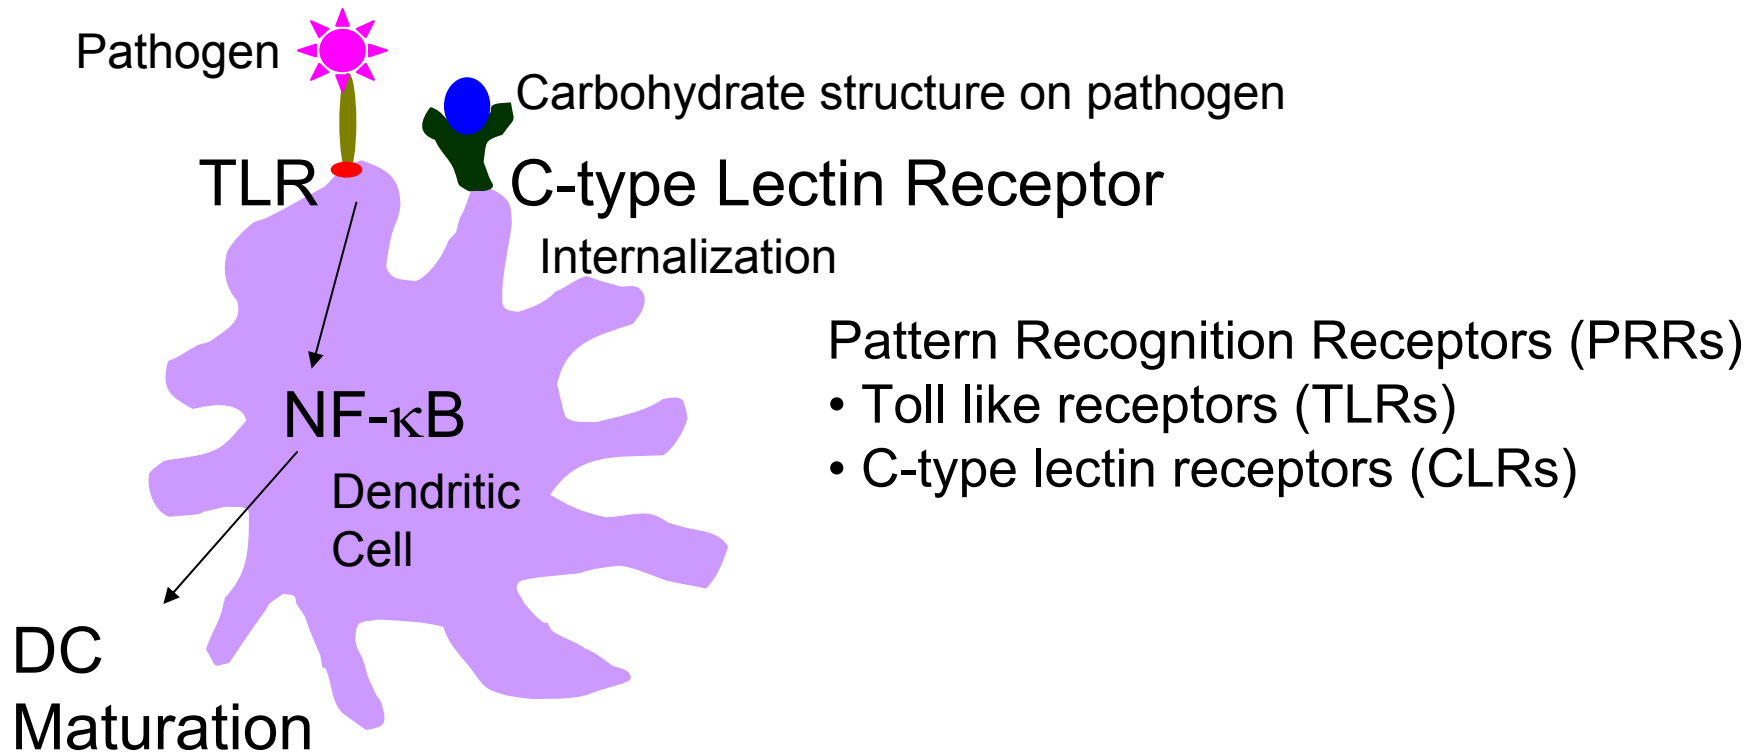 Pathogen
Carbohydrate structure on pathogen
TLR
C-type Lectin Receptor
Internalization
Pattern Recognition Receptors (PRRs)
• Toll like receptors (TLRs)
• C-type lectin receptors (CLRs)
NF-κB
Dendritic
Cell
DC
Maturation